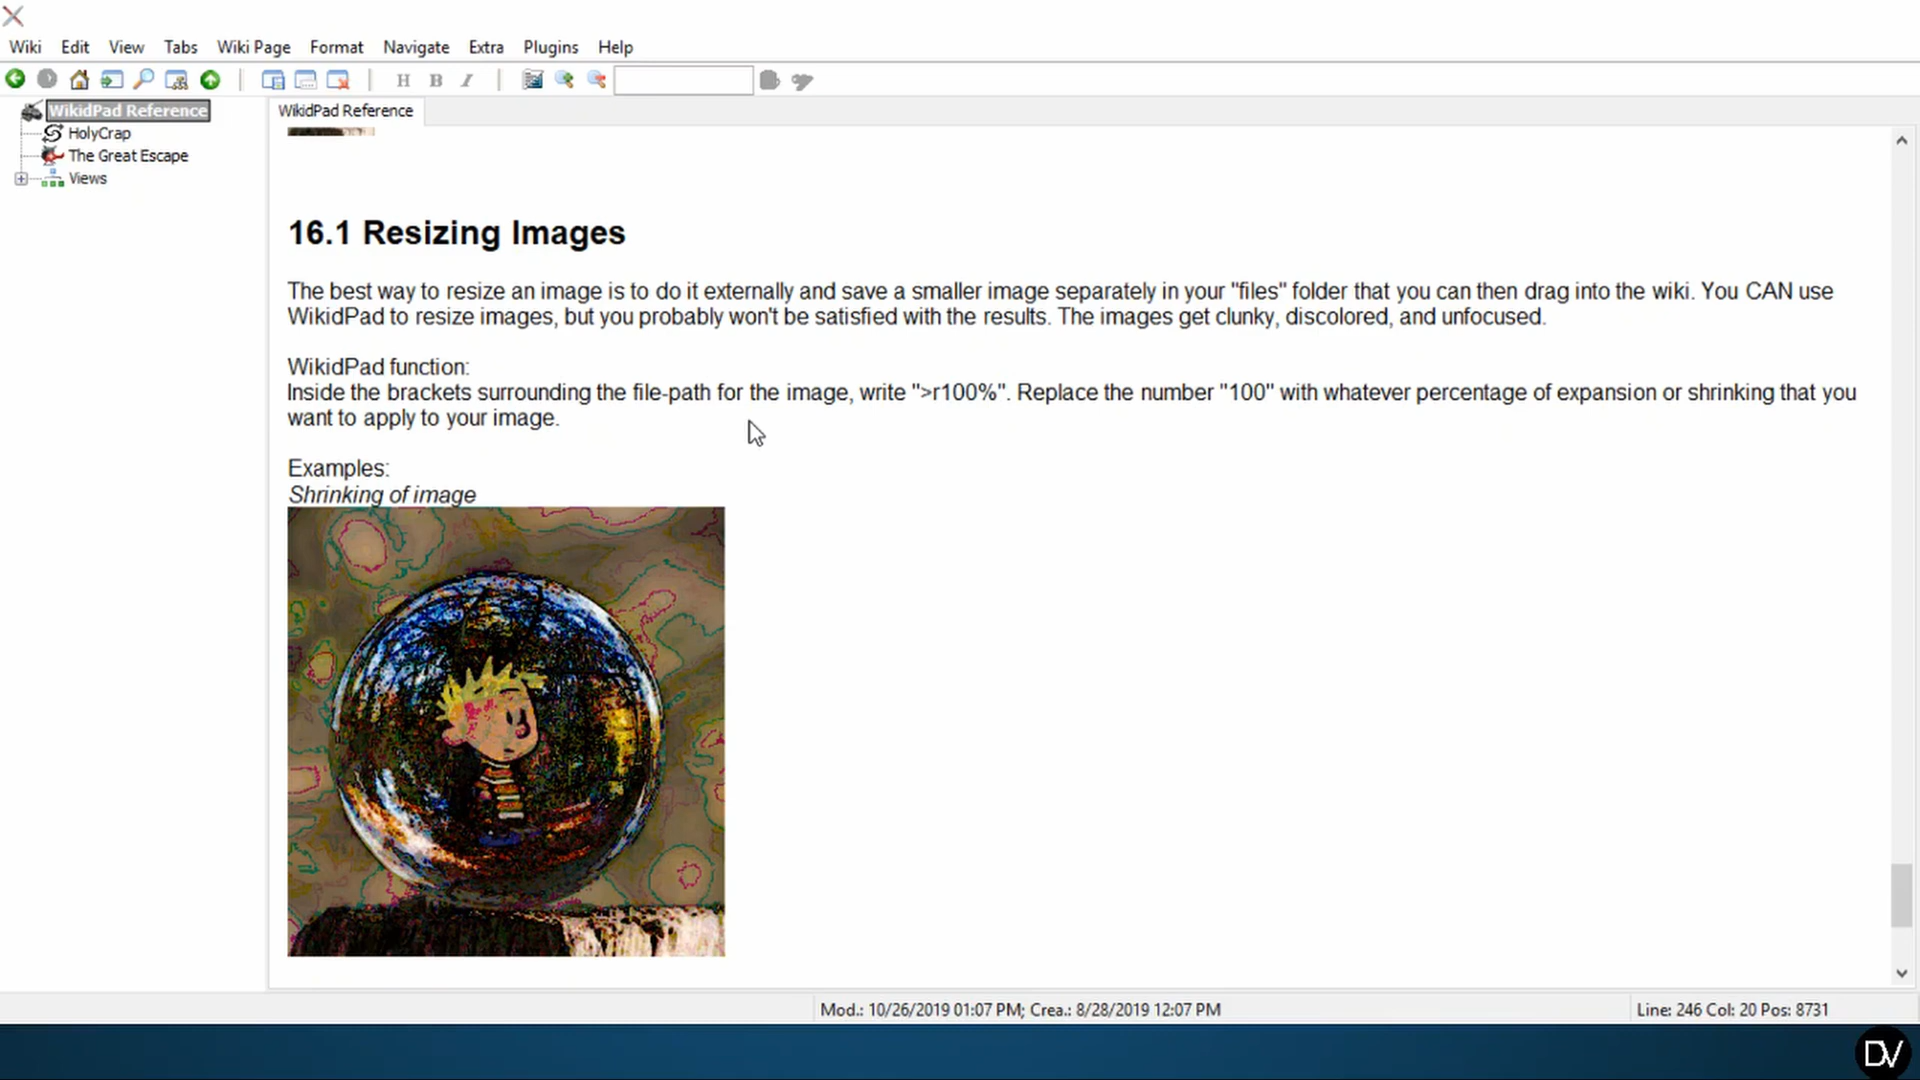 Wiki Edit View Tabs Wiki Page Format Navigate Extra Plugins Help
H B I
WikidPad Reference
HolyCrap
The Great Escape
Views
WikidPad Reference
16.1 Resizing Images
The best way to resize an image is to do it externally and save a smaller image separately in your "files" folder that you can then drag into the wiki. You CAN use
WikidPad to resize images, but you probably won't be satisfied with the results. The images get clunky, discolored, and unfocused.
WikidPad function:
Inside the brackets surrounding the file-path for the image, write ">r100%". Replace the number "100" with whatever percentage of expansion or shrinking that you
want to apply to your image.
Examples:
Shrinking of image
Mod.: 10/26/2019 01:07 PM; Crea.: 8/28/2019 12:07 PM
Line: 246 Col: 20 Pos: 8731
DV